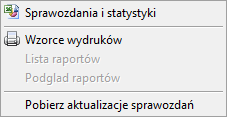 Sprawozdania i statystyki
Wzorce wydruków
Lista raportów
Podgląd raportów
Pobierz aktualizacje sprawozdań